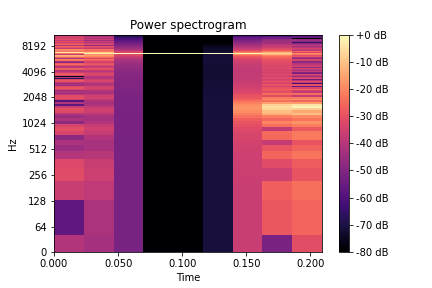 Power spectrogram
8192
4096
2048
1024
512
256
128
64
0
Hz
0.000 0.050 0.100 0.150 0.200
Time
+0 dB
-10 dB
-20 dB
-30 dB
-40 dB
-50 dB
-60 dB
-70 dB
-80 dB